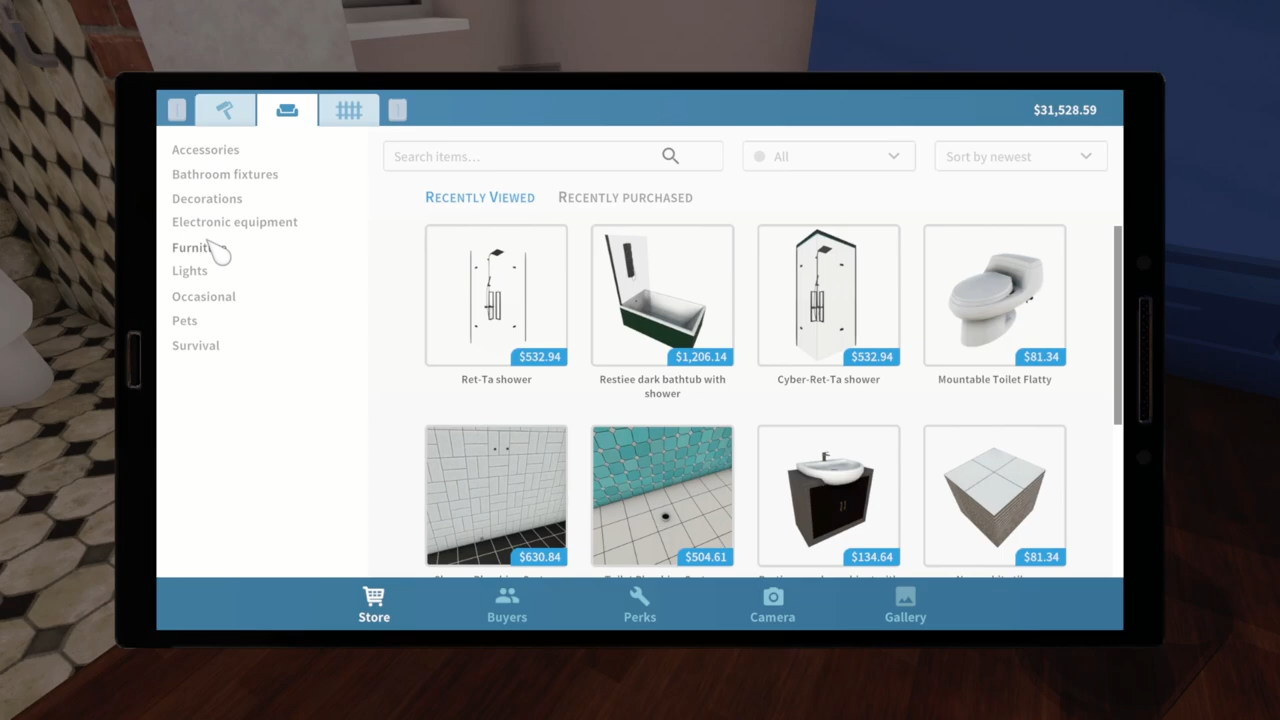 $31,528.59
Accessories
Bathroom fixtures
Decorations
Electronic equipment
Lights
Occasional
Pets
Survival
Search items...
All
Sort by newest
RECENTLY VIEWED
RECENTLY PURCHASED
$532.94
$1,206.14
$532.94
$81.34
Ret-Ta shower
Restiee dark bathtub with
shower
Cyber-Ret-Ta shower
Mountable Toilet Flatty
$630.84
$504.61
$134.64
$81.34
Store
Buyers
Perks
Camera
Gallery